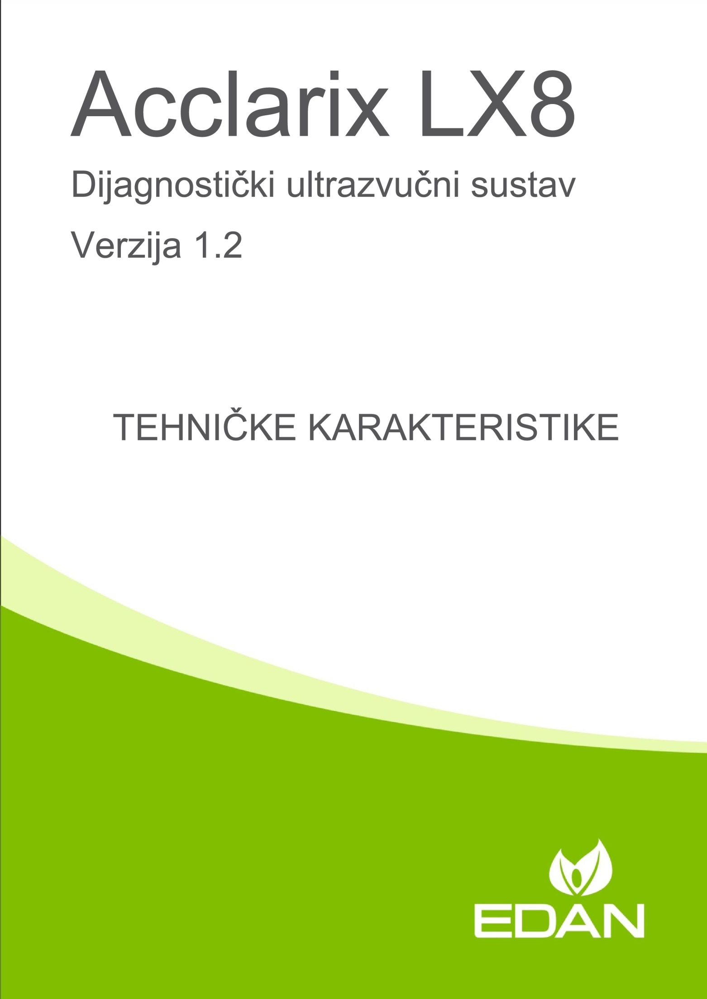 Acclarix LX8
Dijagnostički ultrazvučni sustav
Verzija 1.2
TEHNIČKE KARAKTERISTIKE
EDAN